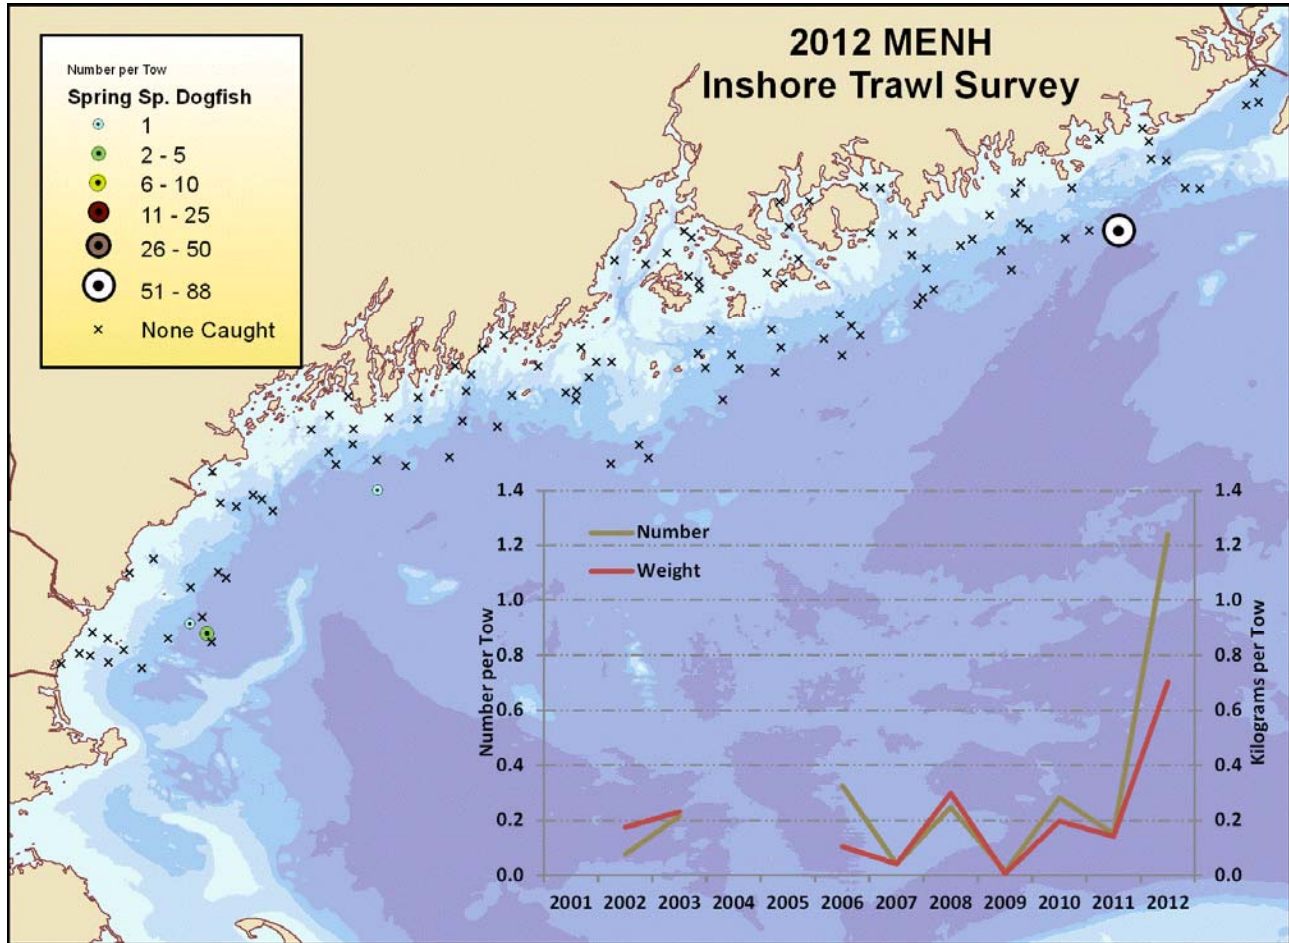 2012 MENH
Inshore Trawl Survey
Number per Tow
Spring Sp. Dogfish
1
2 - 5
6 - 10
11 - 25
26 - 50
51 - 88
None Caught
1.4
1.2
1.0
0.8
0.6
0.4
0.2
0.0
Number per Tow
Number
Weight
1.4
1.2
1.0
0.8
0.6
0.4
0.2
0.0
Kilograms per Tow
2001 2002 2003 2004 2005 2006 2007 2008 2009 2010 2011 2012